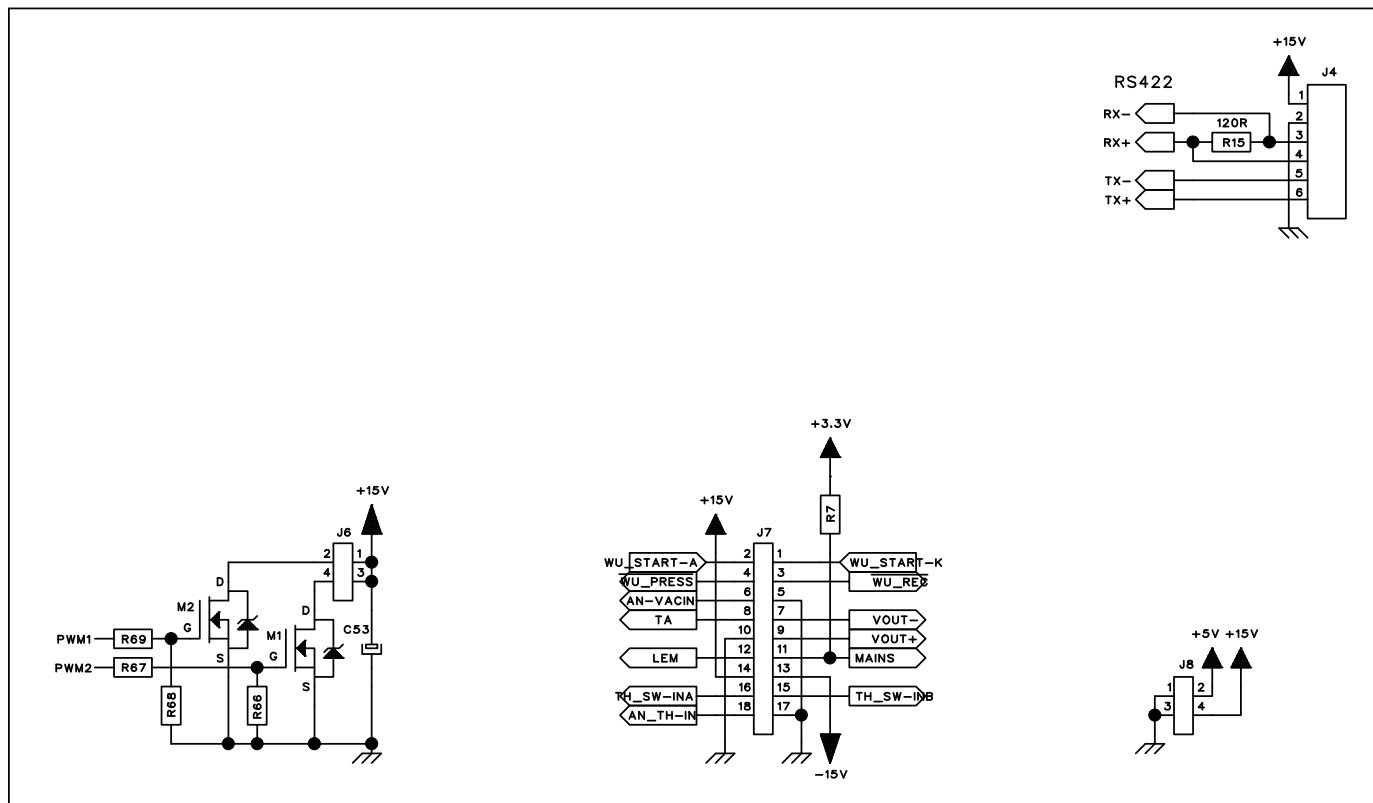 +15V
J4
RS422
1
RX-
2
120R
3
RX+
R15
4
TX-
5
TX+
6
+3.3V
+15V
+15V
R7
J6
J7
2
1
4
3
WU_START-A
2
1
WU_START-K
WU_PRESS
4
3
WU_REC
D
AN-VACIN
6
5
M2
D
TA
8
7
VOUT-
G
M1
C53
PWM1
R69
G
10
9
VOUT+
+5V
+15V
S
LEM
12
11
MAINS
PWM2
R67
14
13
J8
S
1
2
TH_SW-INA
16
15
TH_SW-INB
R68
R66
3
4
AN_TH-IN
18
17
-15V